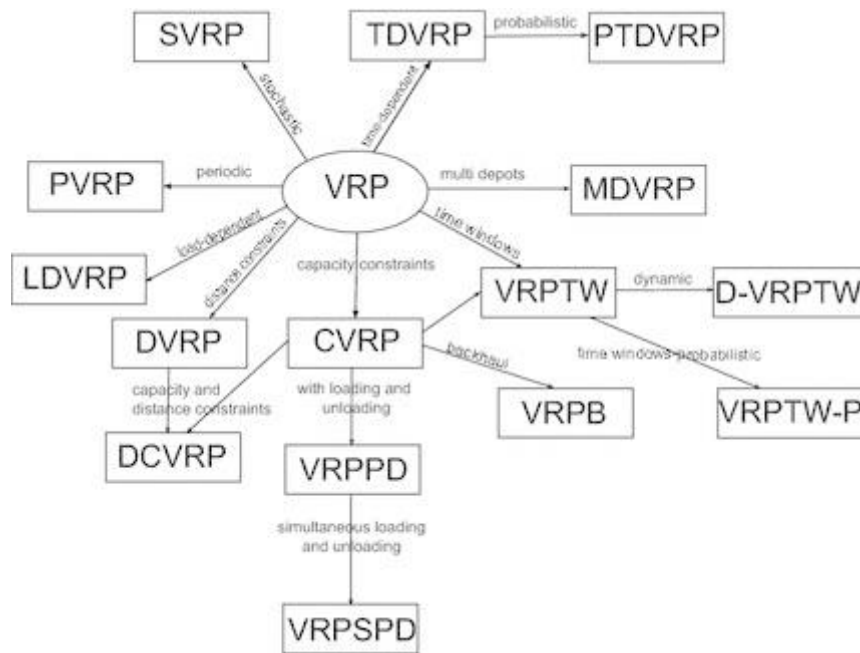 SVRP
TDVRP
probabilistic
PTDVRP
stochastic
time-dependent
PVRP
periodic
VRP
multi depots
MDVRP
load-dependent
distance constraints
capacity constraints
time windows
LDVRP
VRPTW
dynamic
D-VRPTW
DVRP
CVRP
backhaul
time windows-probabilistic
capacity and
distance constraints
with loading and
unloading
VRPB
VRPTW-P
DCVRP
VRPPD
simultaneous loading
and unloading
VRPSPD